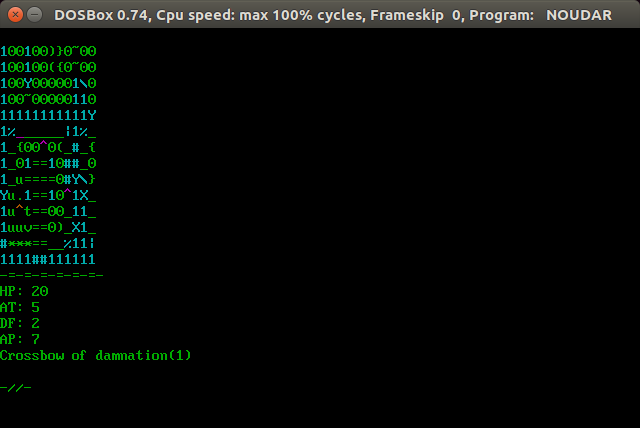 DOSBox 0.74, Cpu speed: max 100% cycles, Frameskip  0, Program:   NOUDAR
100100)}0~00
100100({0~00
100Y000001\0
100~00000110
11111111111Y
1%______¦1%_
1_{00^0(_#_{
1_01==10##_0
1_u====0#Y\}
Yu.1==10^1X_
1u^t==00_11_
1uuv==0)_X1_
#***==__%11¦
1111##111111
-=-=-=-=-=-=-
HP: 20
AT: 5
DF: 2
AP: 7
Crossbow of damnation(1)
-//-